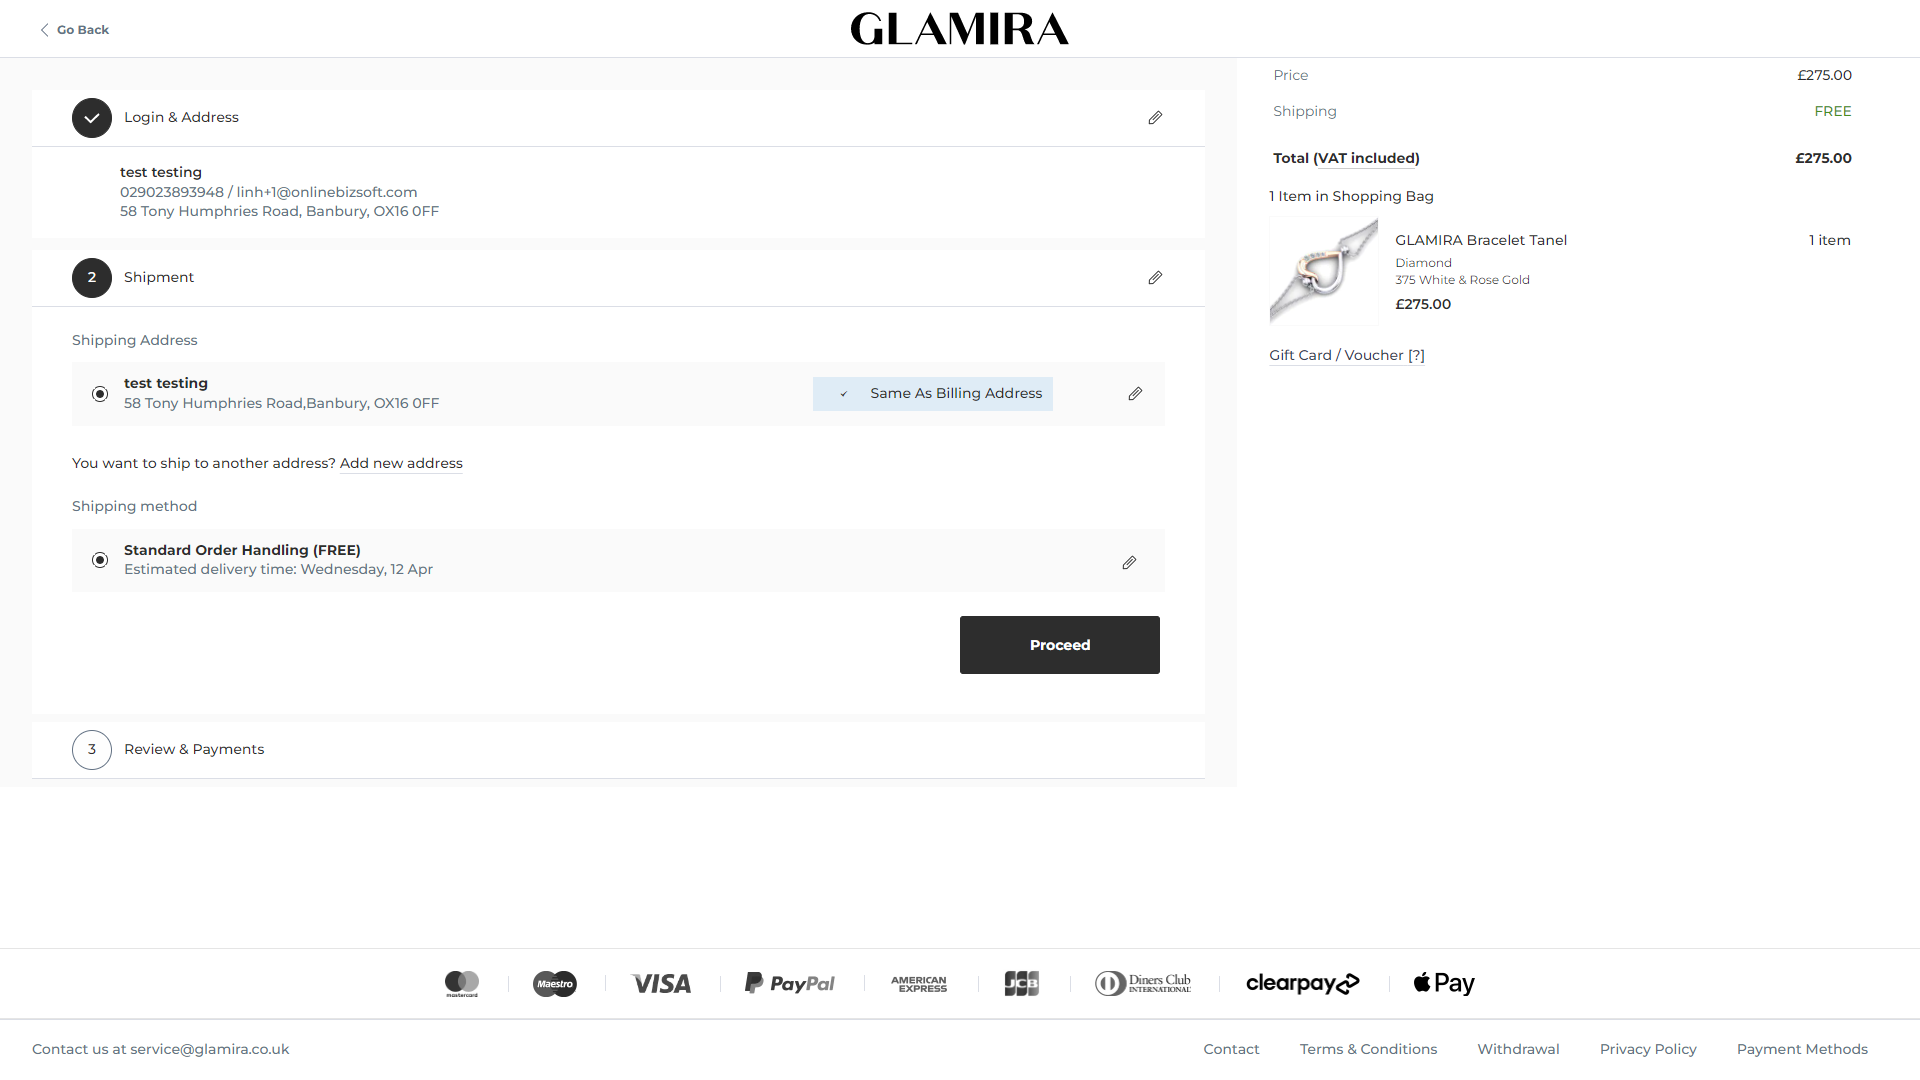 Go Back
GLAMIRA
Login & Address
test testing
029023893948 / linh+1@onlinebizsoft.com
58 Tony Humphries Road, Banbury, OX16 0FF
2 Shipment
Shipping Address
test testing
58 Tony Humphries Road,Banbury, OX16 0FF
Same As Billing Address
You want to ship to another address? Add new address
Shipping method
Standard Order Handling (FREE)
Estimated delivery time: Wednesday, 12 Apr
Proceed
3 Review & Payments
Price £275.00
Shipping FREE
Total (VAT included) £275.00
1 Item in Shopping Bag
GLAMIRA Bracelet Tanel 1 item
Diamond
375 White & Rose Gold
£275.00
Gift Card / Voucher [?]
mastercard
Maestro
VISA
PayPal
AMERICAN
EXPRESS
JCB
Diners Club
INTERNATIONAL
clearpay
Pay
Contact us at service@glamira.co.uk
Contact Terms & Conditions Withdrawal Privacy Policy Payment Methods